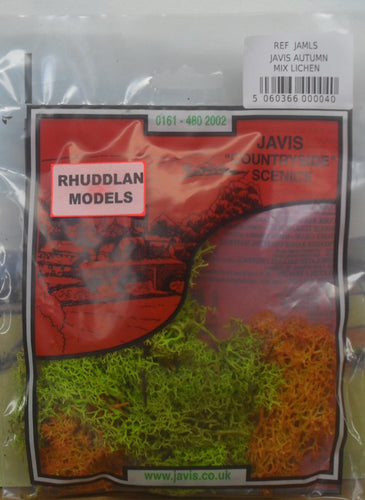 REF JAMLS
JAVIS AUTUMN
MIX LICHEN
5 060366 000040
0161 - 480 2002
JAVIS
"COUNTRYSIDE"
SCENICS
RHUDDLAN
MODELS
www.javis.co.uk